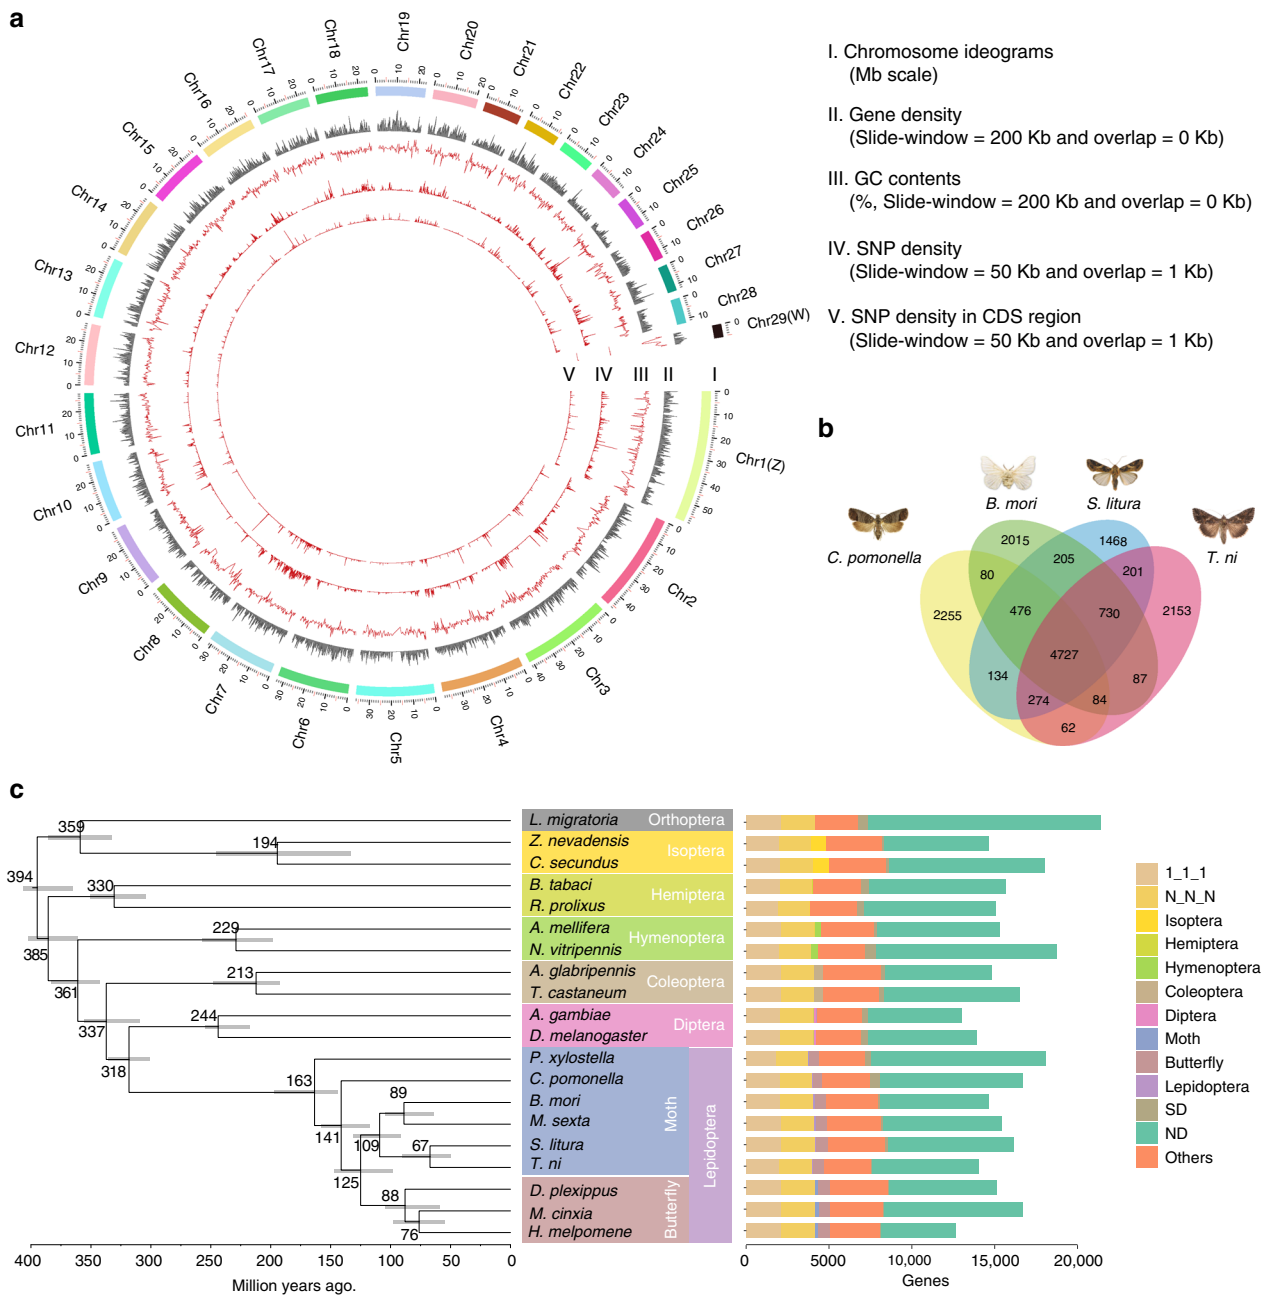 a
I. Chromosome ideograms
(Mb scale)
II. Gene density
(Slide-window = 200 Kb and overlap = 0 Kb)
III. GC contents
(%, Slide-window = 200 Kb and overlap = 0 Kb)
IV. SNP density
(Slide-window = 50 Kb and overlap = 1 Kb)
V. SNP density in CDS region
(Slide-window = 50 Kb and overlap = 1 Kb)
Chr1(Z)
Chr2
Chr3
Chr4
Chr5
Chr6
Chr7
Chr8
Chr9
Chr10
Chr11
Chr12
Chr13
Chr14
Chr15
Chr16
Chr17
Chr18
Chr19
Chr20
Chr21
Chr22
Chr23
Chr24
Chr25
Chr26
Chr27
Chr28
Chr29(W)
V IV III II I
0 10 20 30 40 50
b
B. mori S. litura
C. pomonella T. ni
2015 1468
205 201
80
476 730
2255 2153
4727
134 87
274 84
62
c
359
194
394
330
229
385
213
361
244
337
318
163
89
141
109
67
125
88
76
L. migratoria Orthoptera
Z. nevadensis
Isoptera
C. secundus
B. tabaci
Hemiptera
R. prolixus
A. mellifera
Hymenoptera
N. vitripennis
A. glabripennis
Coleoptera
T. castaneum
A. gambiae
Diptera
D. melanogaster
P. xylostella
C. pomonella
B. mori
M. sexta
S. litura
T. ni
Moth
D. plexippus
M. cinxia
H. melpomene
Butterfly
Lepidoptera
400 350 300 250 200 150 100 50 0
Million years ago.
0 5000 10,000 15,000 20,000
Genes
1_1_1
N_N_N
Isoptera
Hemiptera
Hymenoptera
Coleoptera
Diptera
Moth
Butterfly
Lepidoptera
SD
ND
Others